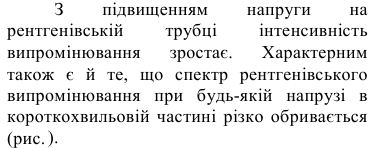 З підвищенням напруги на
рентгенівській трубці інтенсивність
випромінювання зростає. Характерним
також є й те, що спектр рентгенівського
випромінювання при будь-якій напрузі в
короткохвильовій частині різко обривається
(рис.).